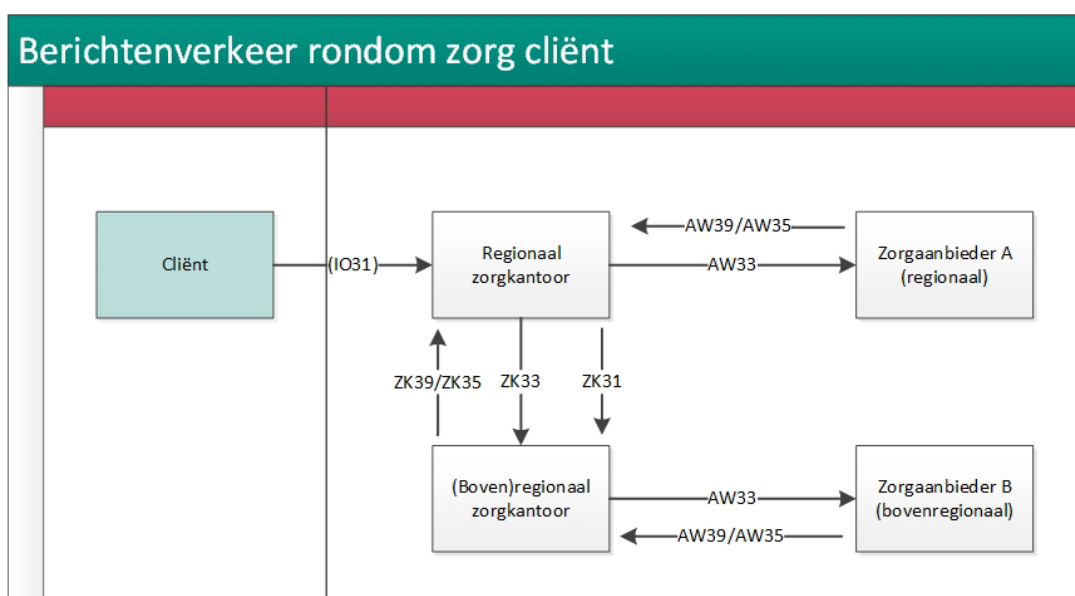 Berichtenverkeer rondom zorg cliënt
Cliënt
(IO31)
Regionaal
zorgkantoor
AW39/AW35
AW33
Zorgaanbieder A
(regionaal)
ZK39/ZK35
ZK33
ZK31
(Boven)regionaal
zorgkantoor
AW33
AW39/AW35
Zorgaanbieder B
(bovenregionaal)